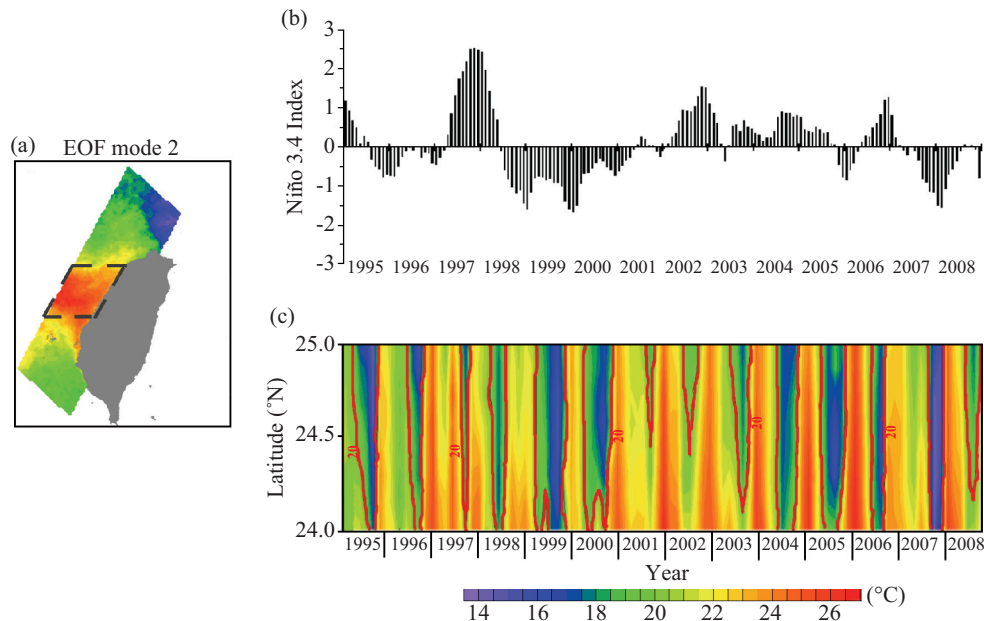 (a) EOF mode 2
(b)
Niño 3.4 Index
3
2
1
0
-1
-2
-3
1995 1996 1997 1998 1999 2000 2001 2002 2003 2004 2005 2006 2007 2008
(c)
Latitude (°N)
25.0
24.5
24.0
20 20 20 20 20
1995 1996 1997 1998 1999 2000 2001 2002 2003 2004 2005 2006 2007 2008
Year
14 16 18 20 22 24 26 (°C)